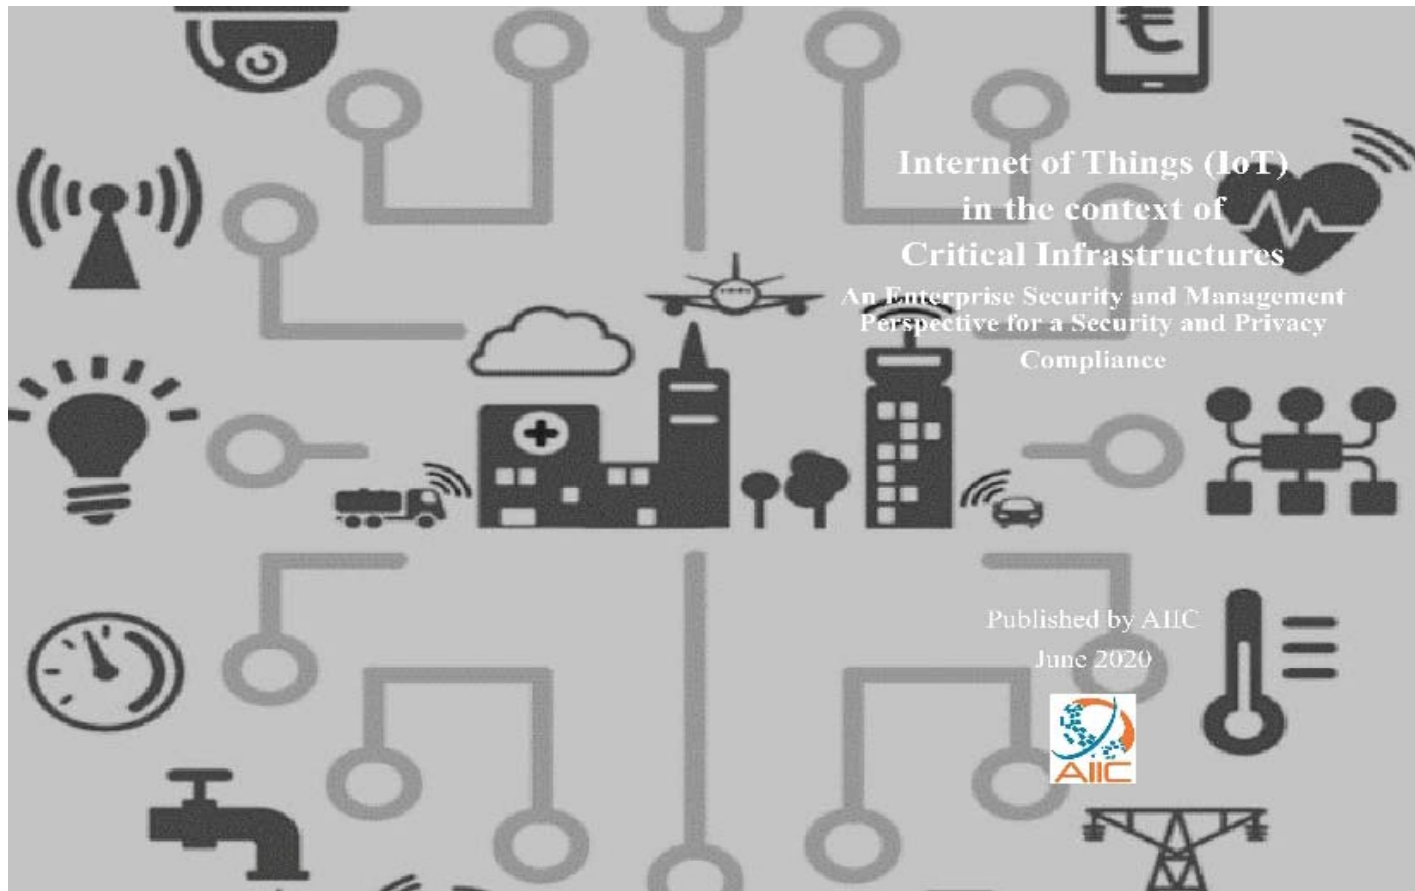 €
Internet of Things (IoT)
in the context of
Critical Infrastructures
An Enterprise Security and Management
Perspective for a Security and Privacy
Compliance
Published by AIIC
June 2020
AIIC